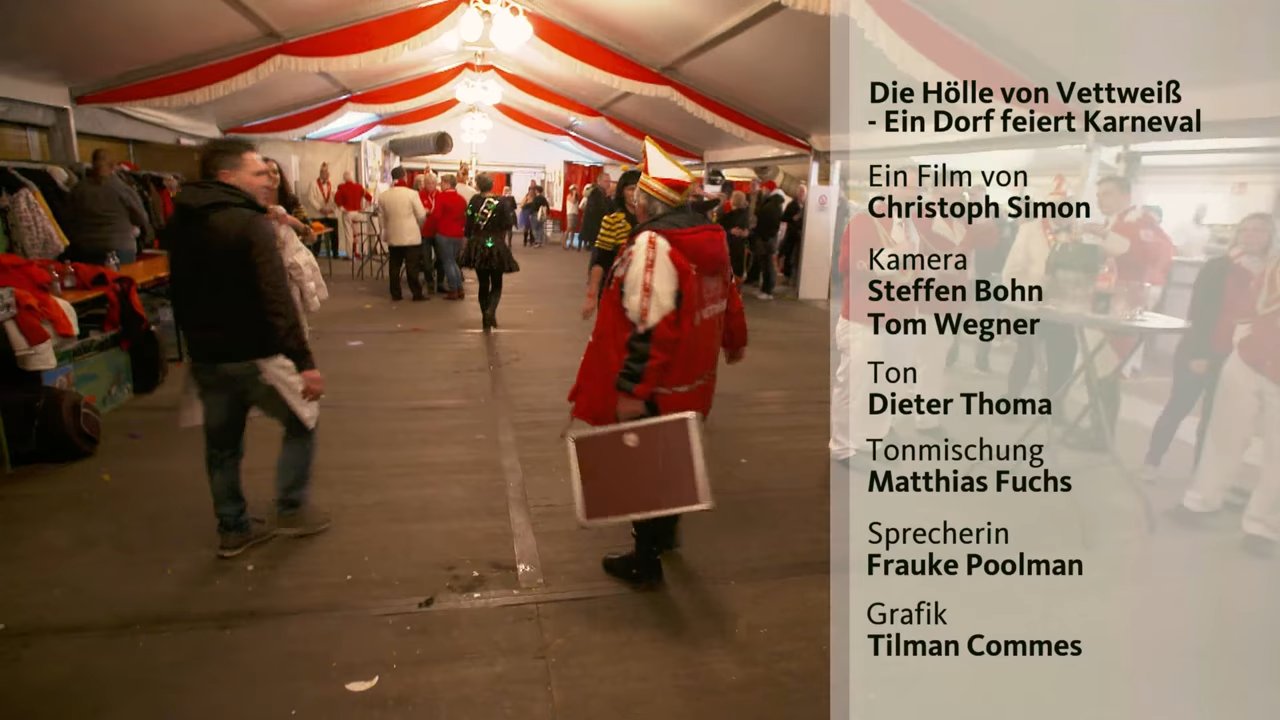 Die Hölle von Vettweiß
- Ein Dorf feiert Karneval
Ein Film von
Christoph Simon
Kamera
Steffen Bohn
Tom Wegner
Ton
Dieter Thoma
Tonmischung
Matthias Fuchs
Sprecherin
Frauke Poolman
Grafik
Tilman Commes